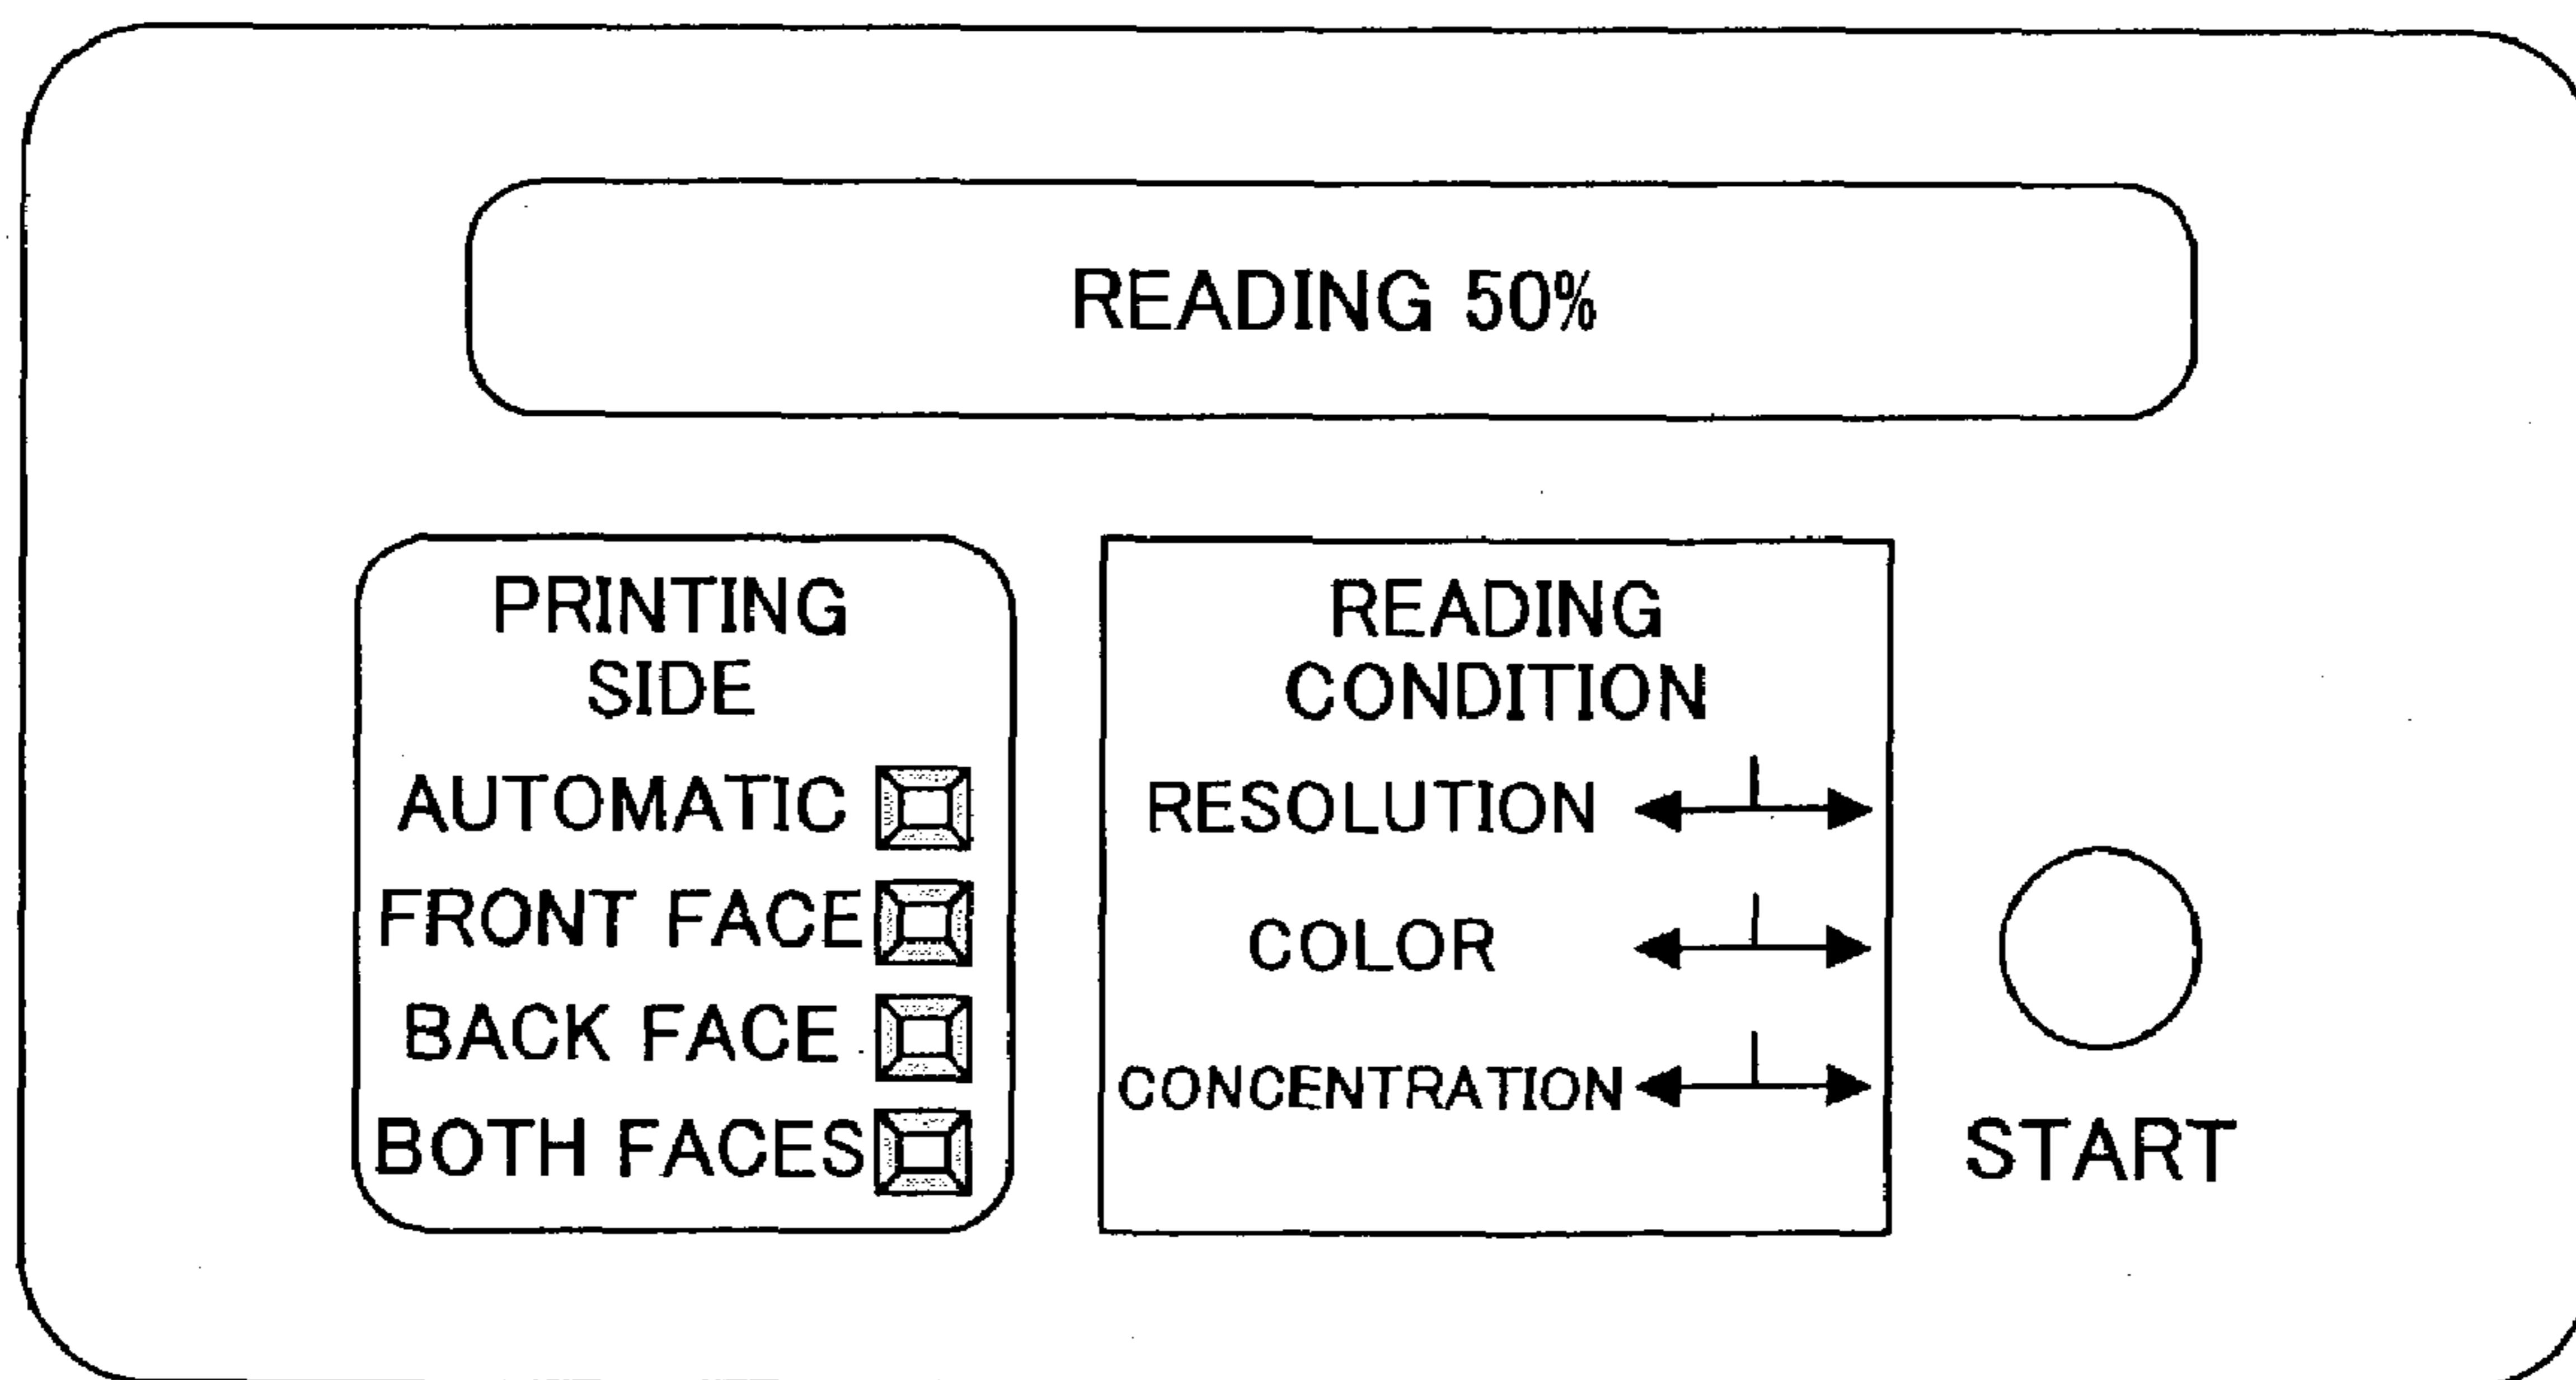 READING 50%
PRINTING
SIDE
AUTOMATIC
FRONT FACE
BACK FACE
BOTH FACES
READING
CONDITION
RESOLUTION
COLOR
CONCENTRATION
START